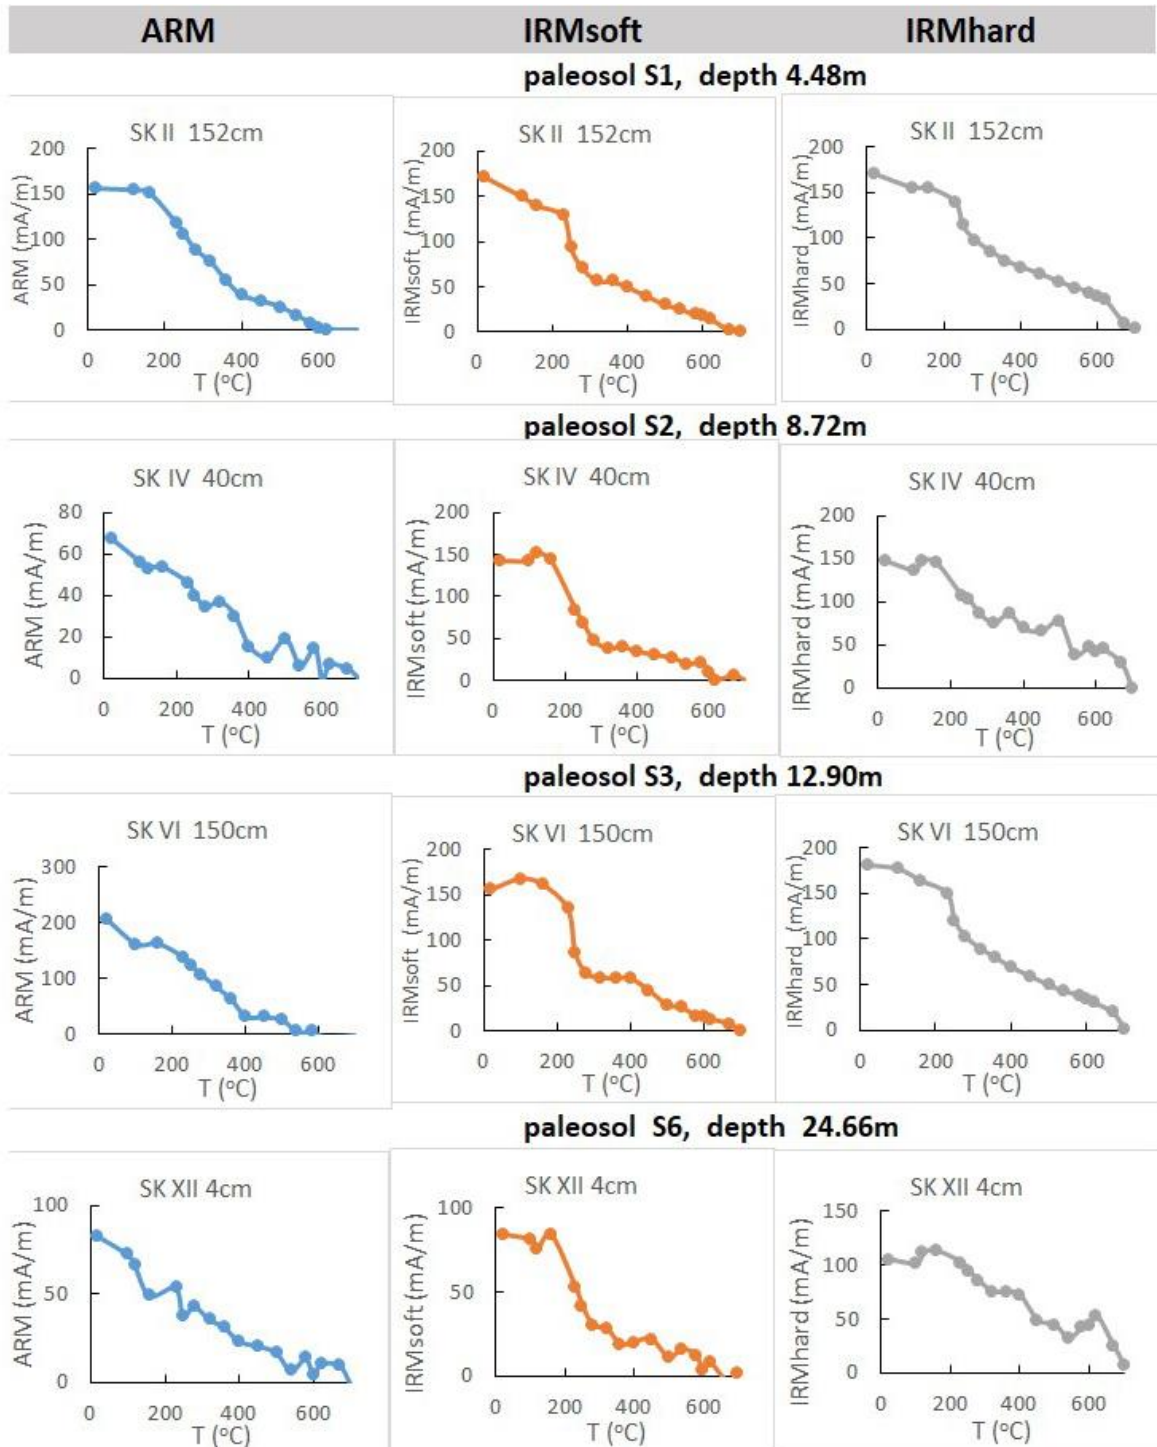 ARM IRMsoft IRMhard
paleosol S1, depth 4.48m
SK II 152cm
ARM (mA/m)
200
150
100
50
0
0 200 400 600
T (°C)
SK II 152cm
IRMsoft (mA/m)
200
150
100
50
0
0 200 400 600
T (°C)
SK II 152cm
IRMhard (mA/m)
200
150
100
50
0
0 200 400 600
T (°C)
paleosol S2, depth 8.72m
SK IV 40cm
ARM (mA/m)
80
60
40
20
0
0 200 400 600
T (°C)
SK IV 40cm
IRMsoft (mA/m)
200
150
100
50
0
0 200 400 600
T (°C)
SK IV 40cm
IRMhard (mA/m)
200
150
100
50
0
0 200 400 600
T (°C)
paleosol S3, depth 12.90m
SK VI 150cm
ARM (mA/m)
300
200
100
0
0 200 400 600
T (°C)
SK VI 150cm
IRMsoft (mA/m)
200
150
100
50
0
0 200 400 600
T (°C)
SK VI 150cm
IRMhard (mA/m)
200
150
100
50
0
0 200 400 600
T (°C)
paleosol S6, depth 24.66m
SK XII 4cm
ARM (mA/m)
100
50
0
0 200 400 600
T (°C)
SK XII 4cm
IRMsoft (mA/m)
100
50
0
0 200 400 600
T (°C)
SK XII 4cm
IRMhard (mA/m)
150
100
50
0
0 200 400 600
T (°C)